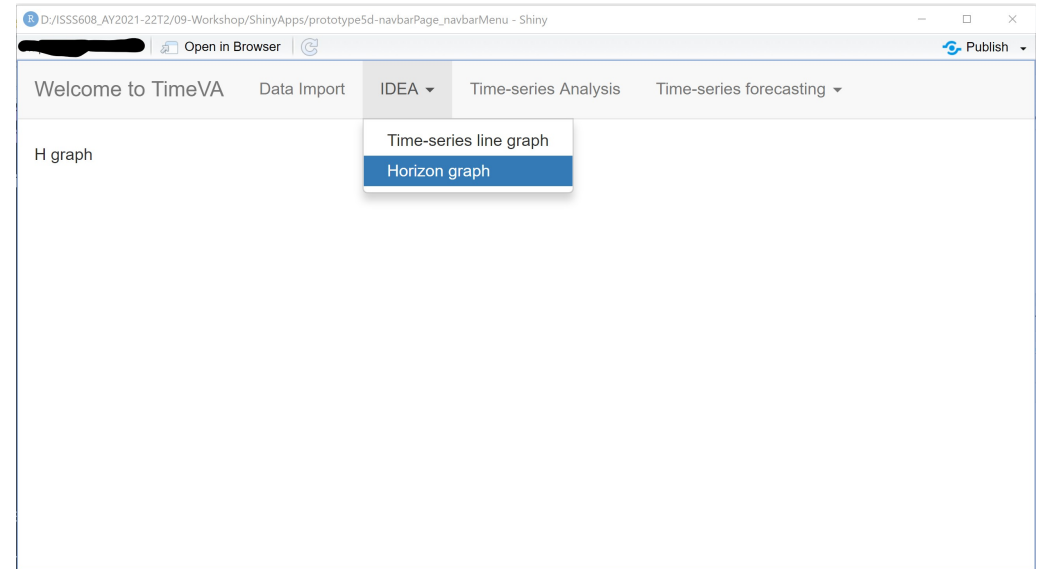 D:/ISSS608_AY2021-22T2/09-Workshop/ShinyApps/prototype5d-navbarPage_navbarMenu - Shiny
Open in Browser
Publish
Welcome to TimeVA Data Import IDEA Time-series Analysis Time-series forecasting
Time-series line graph
H graph
Horizon graph